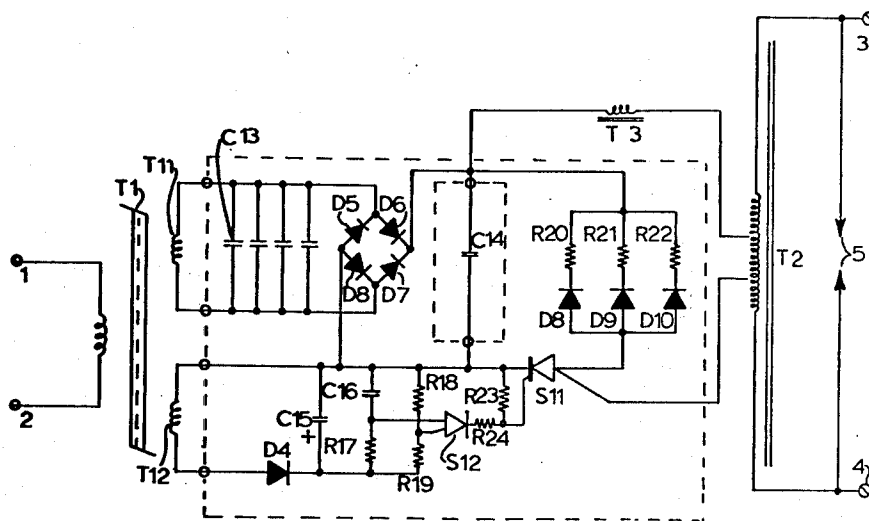 3
T 3
C13
T11
T1
D5
D6
C14
R20
R21
R22
T2
5
1
D8
D7
D8
D9
D10
2
R18
C16
R23
S11
C15
+
R17
R24
S12
D4
T12
R19
4